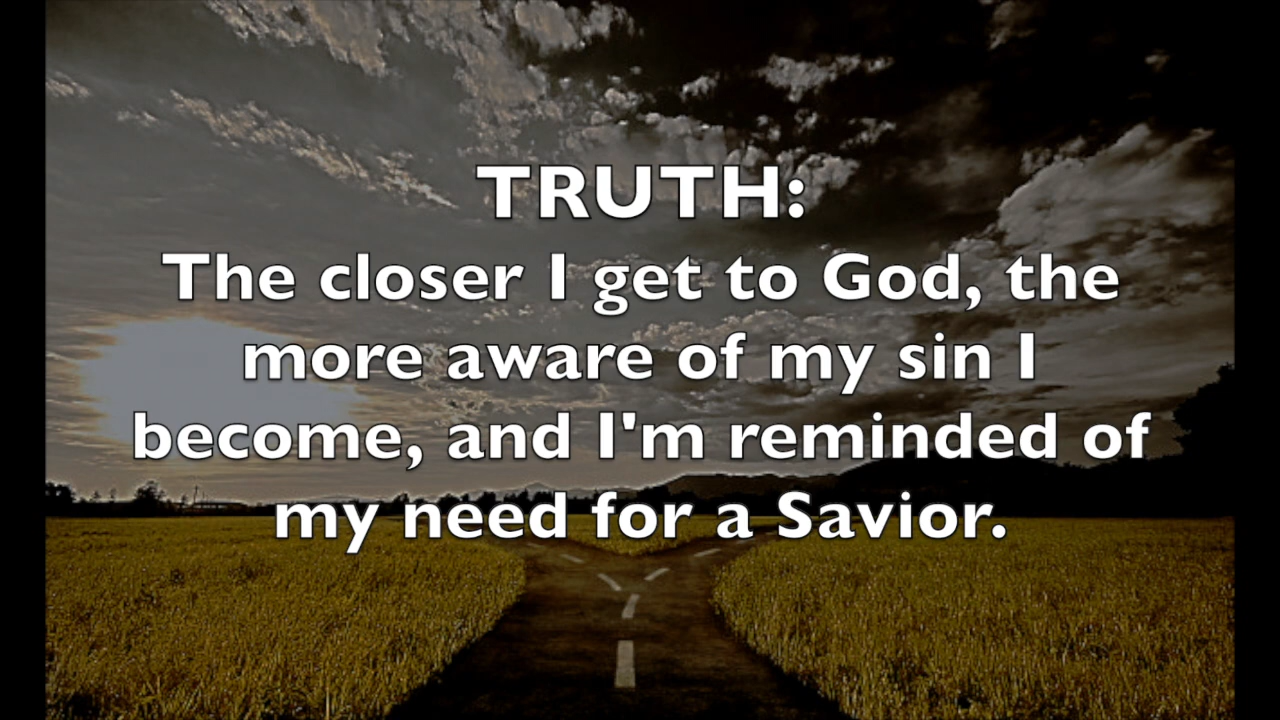 TRUTH:
The closer I get to God, the
more aware of my sin I
become, and I'm reminded of
my need for a Savior.